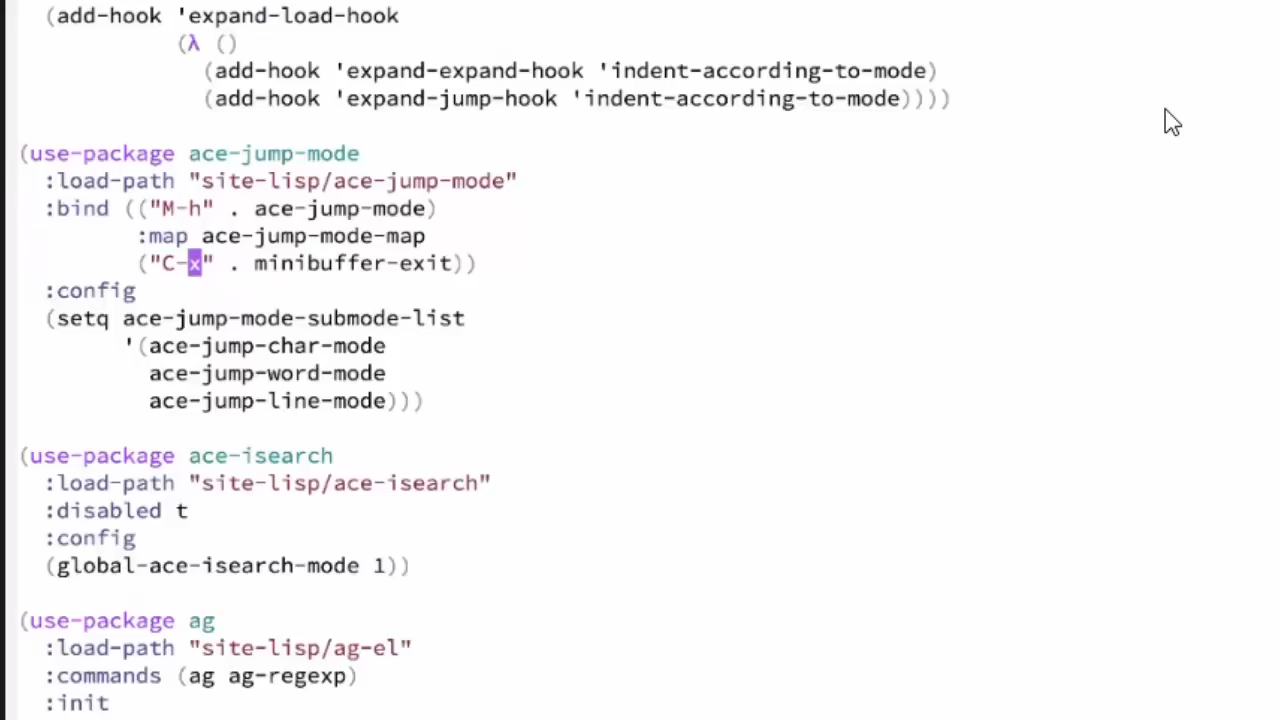 (add-hook 'expand-load-hook
(λ ()
(add-hook 'expand-expand-hook 'indent-according-to-mode)
(add-hook 'expand-jump-hook 'indent-according-to-mode))))
(use-package ace-jump-mode
:load-path "site-lisp/ace-jump-mode"
:bind (("M-h" . ace-jump-mode)
:map ace-jump-mode-map
("C-x" . minibuffer-exit))
:config
(setq ace-jump-mode-submode-list
'(ace-jump-char-mode
ace-jump-word-mode
ace-jump-line-mode)))
(use-package ace-isearch
:load-path "site-lisp/ace-isearch"
:disabled t
:config
(global-ace-isearch-mode 1))
(use-package ag
:load-path "site-lisp/ag-el"
:commands (ag ag-regexp)
:init